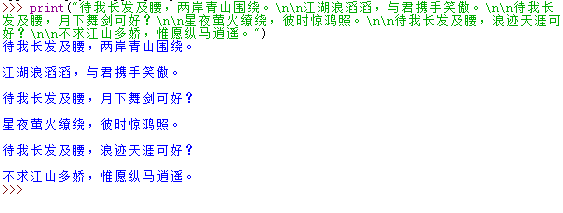 >>> print("待我长发及腰，两岸青山围绕。\n\n江湖浪滔滔，与君携手笑傲。\n\n待我长
发及腰，月下舞剑可好？\n\n星夜萤火缭绕，彼时惊鸿照。\n\n待我长发及腰，浪迹天涯可
好？\n\n不求江山多娇，惟愿纵马逍遥。")
待我长发及腰，两岸青山围绕。
江湖浪滔滔，与君携手笑傲。
待我长发及腰，月下舞剑可好？
星夜萤火缭绕，彼时惊鸿照。
待我长发及腰，浪迹天涯可好？
不求江山多娇，惟愿纵马逍遥。
>>>